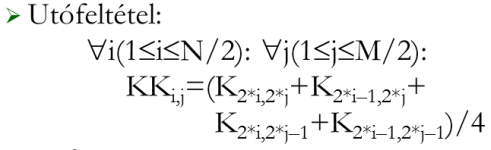 ➢ Utófeltétel:
∀i(1≤i≤N/2): ∀j(1≤j≤M/2):
KKi,j=(K2*i,2*j+K2*i–1,2*j+
K2*i,2*j–1+K2*i–1,2*j–1)/4